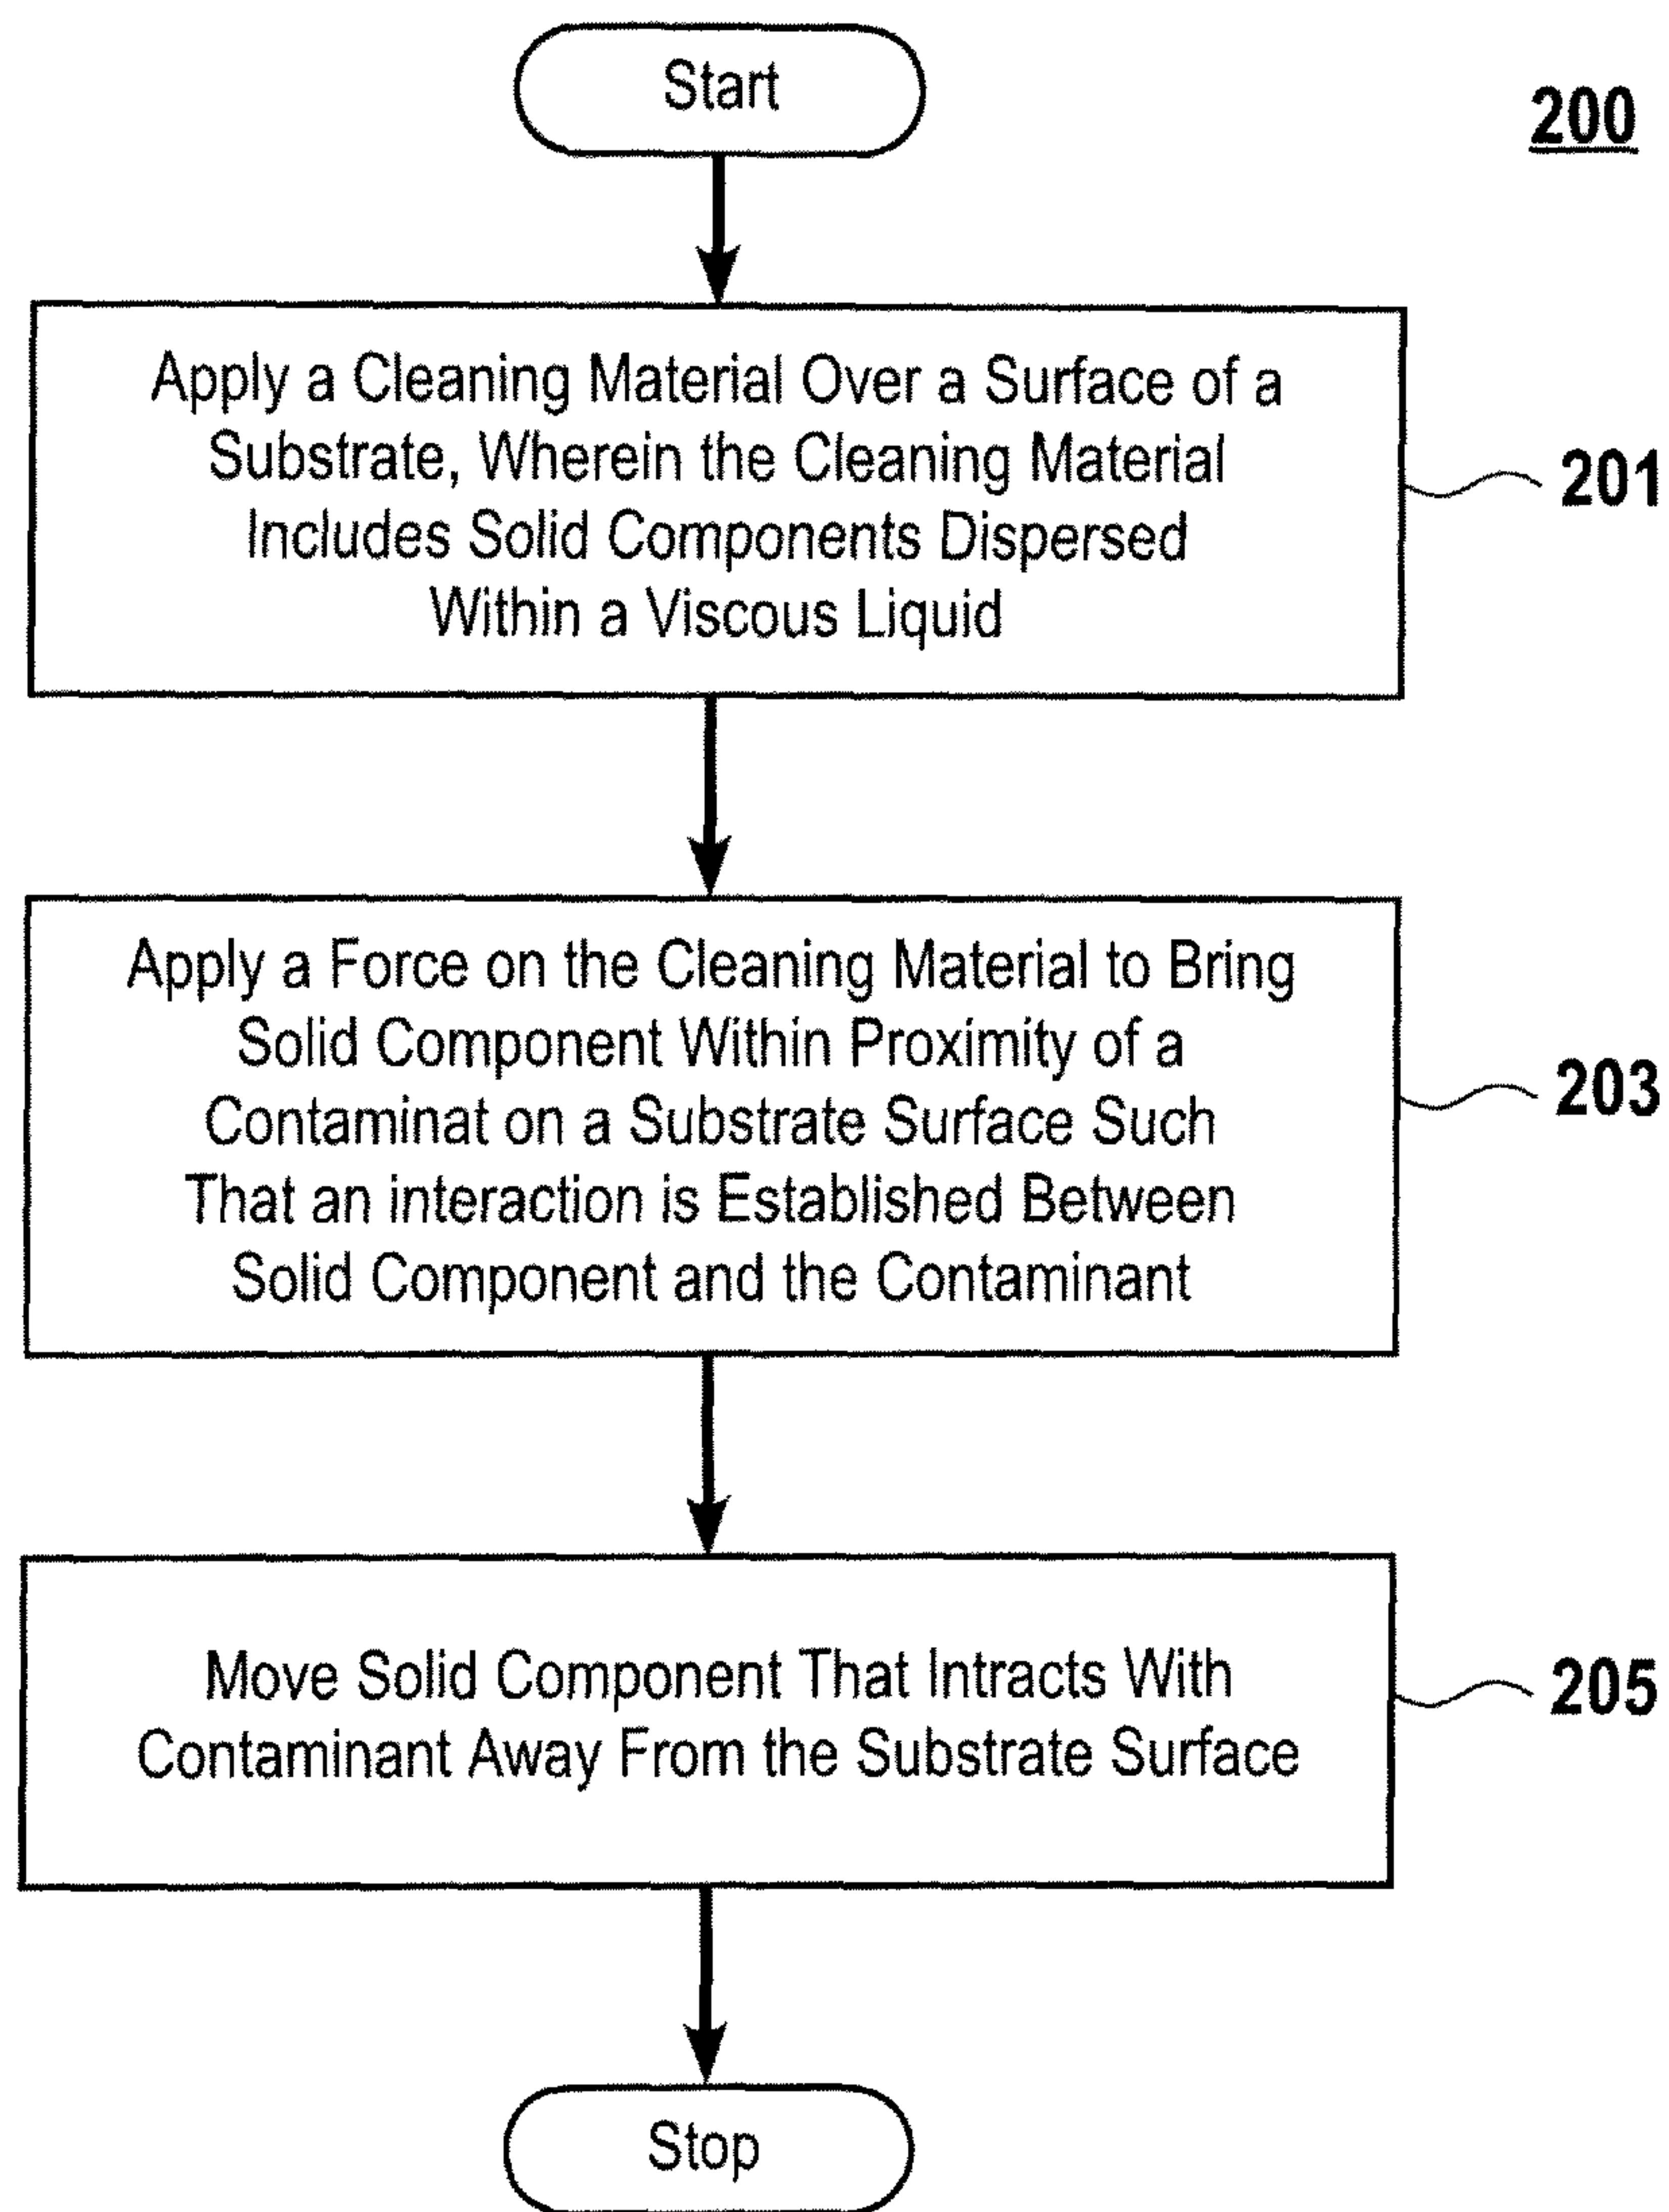 Start
200
Apply a Cleaning Material Over a Surface of a
Substrate, Wherein the Cleaning Material
Includes Solid Components Dispersed
Within a Viscous Liquid
201
Apply a Force on the Cleaning Material to Bring
Solid Component Within Proximity of a
Contaminat on a Substrate Surface Such
That an interaction is Established Between
Solid Component and the Contaminant
203
Move Solid Component That Intracts With
Contaminant Away From the Substrate Surface
205
Stop